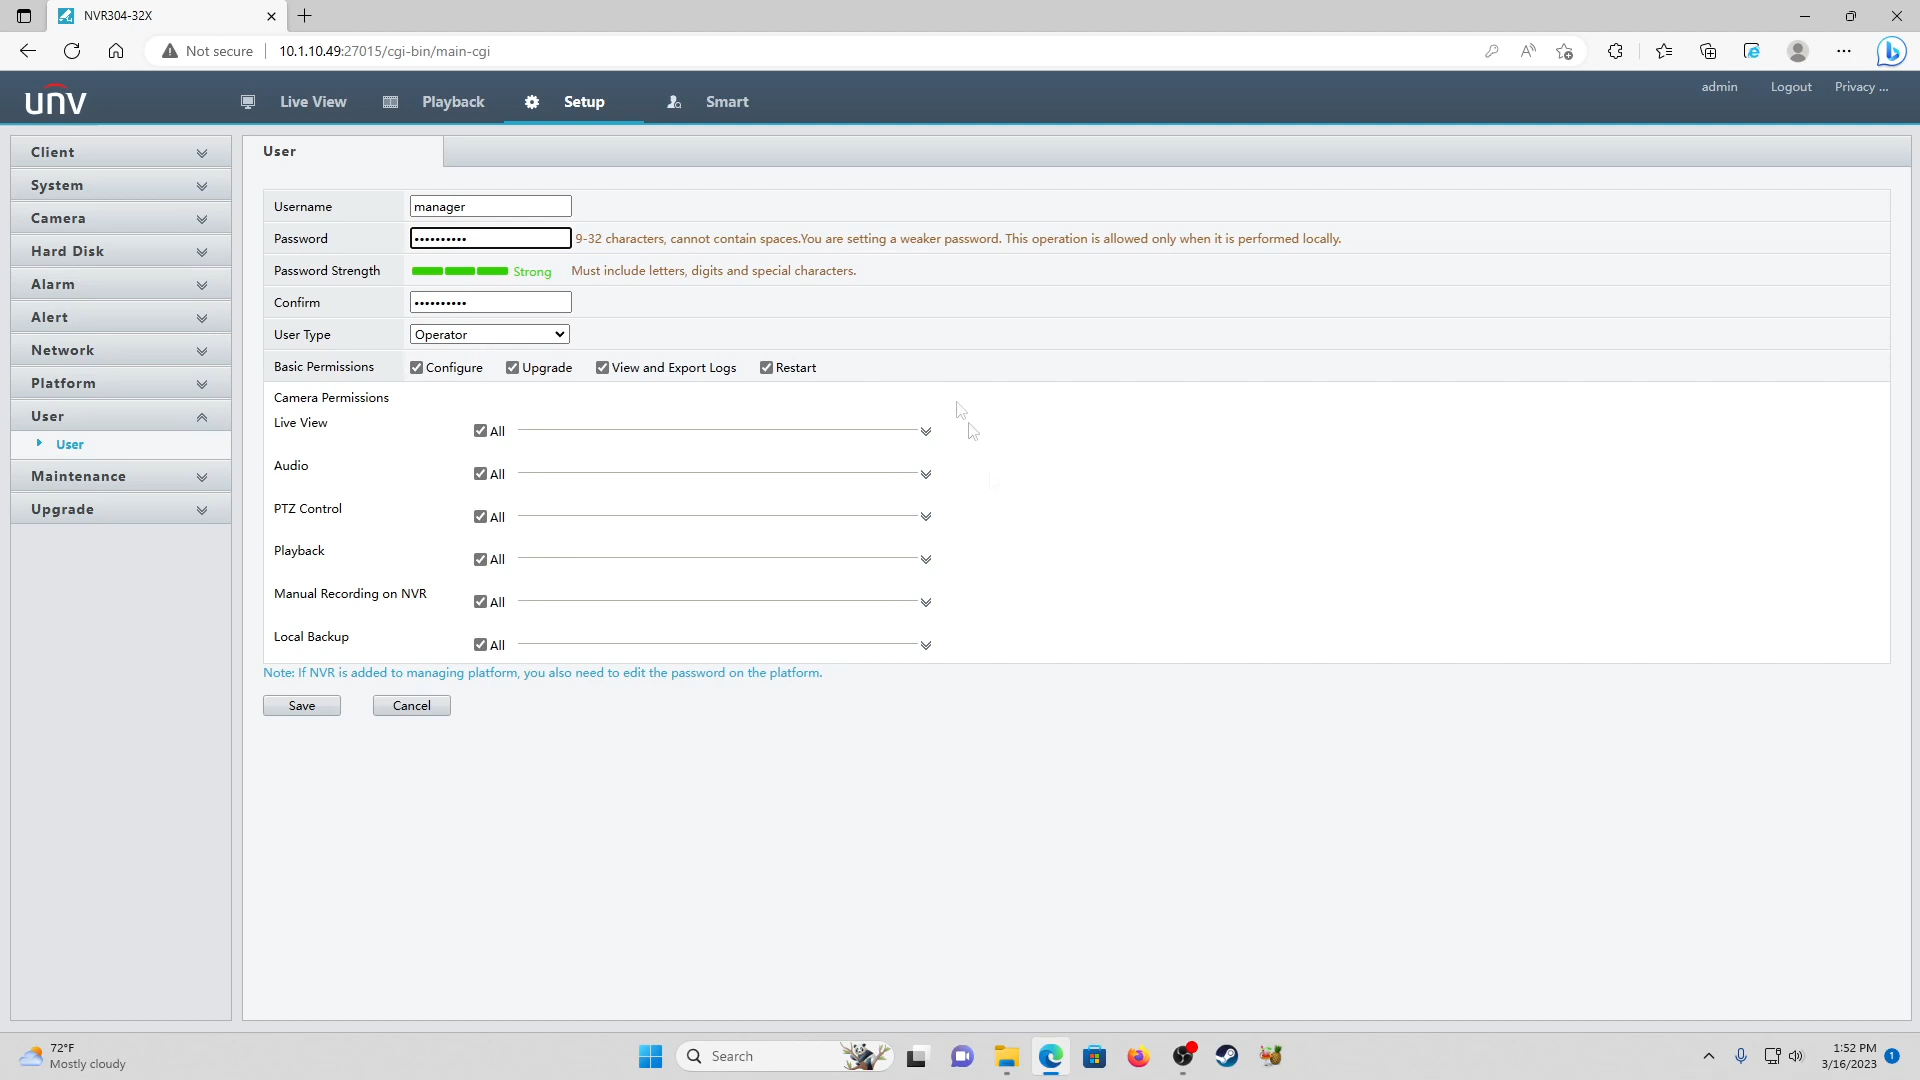 NVR304-32X
Not secure 10.1.10.49:27015/cgi-bin/main-cgi
unv Live View Playback Setup Smart admin Logout Privacy ...
Client
System
Camera
Hard Disk
Alarm
Alert
Network
Platform
User
User
Maintenance
Upgrade
User
Username manager
Password •••••••••• 9-32 characters, cannot contain spaces.You are setting a weaker password. This operation is allowed only when it is performed locally.
Password Strength Strong Must include letters, digits and special characters.
Confirm ••••••••••
User Type Operator
Basic Permissions Configure Upgrade View and Export Logs Restart
Camera Permissions
Live View All
Audio All
PTZ Control All
Playback All
Manual Recording on NVR All
Local Backup All
Note: If NVR is added to managing platform, you also need to edit the password on the platform.
Save Cancel
72°F
Mostly cloudy
Search
1:52 PM
3/16/2023
1